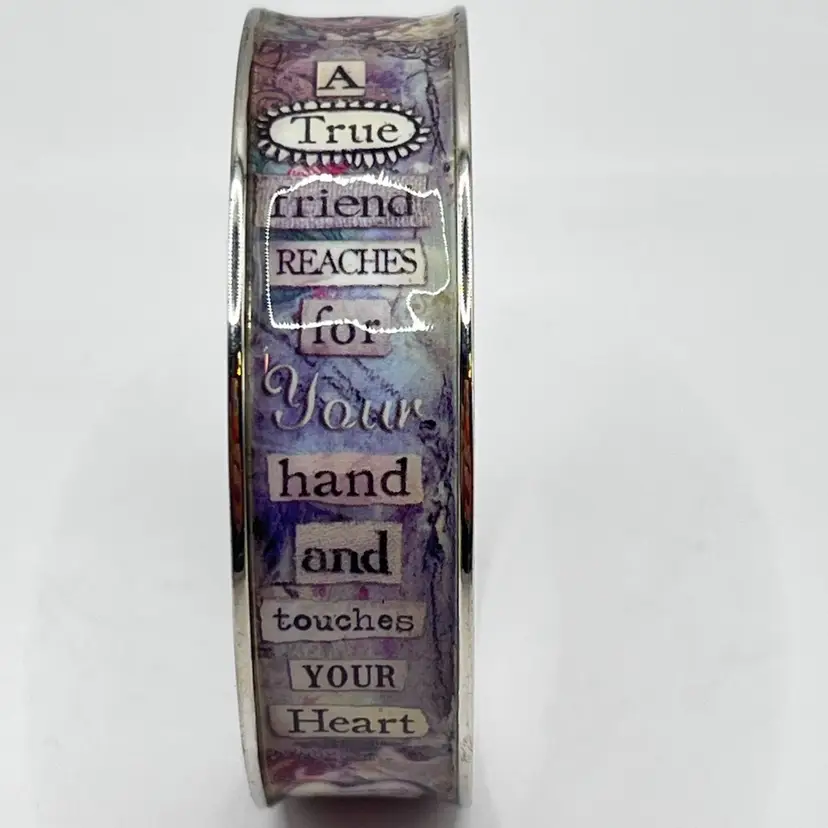 A
True
friend
REACHES
for
Your
hand
and
touches
YOUR
Heart